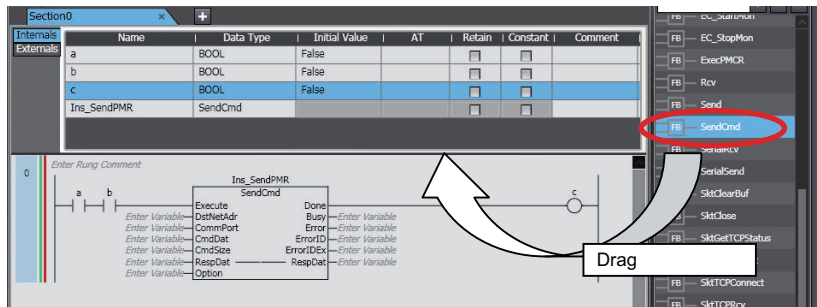 Section0 × +
Internals
Externals
Name Data Type Initial Value AT Retain Constant Comment
a BOOL False
b BOOL False
c BOOL False
Ins_SendPMR SendCmd
0 Enter Rung Comment
Ins_SendPMR
SendCmd
a b c
Execute Done
Enter Variable DstNetAdr Busy Enter Variable
Enter Variable CommPort Error Enter Variable
Enter Variable CmdDat ErrorID Enter Variable
Enter Variable CmdSize ErrorIDEx Enter Variable
Enter Variable RespDat RespDat Enter Variable
Enter Variable Option
FB EC_StartMon
FB EC_StopMon
FB ExecPMCR
FB Rcv
FB Send
FB SendCmd
FB SerialRcv
SerialSend
SktClearBuf
SktClose
FB SktGetTCPStatus
Drag
FB SktTCPConnect
FB SktTCPRcv